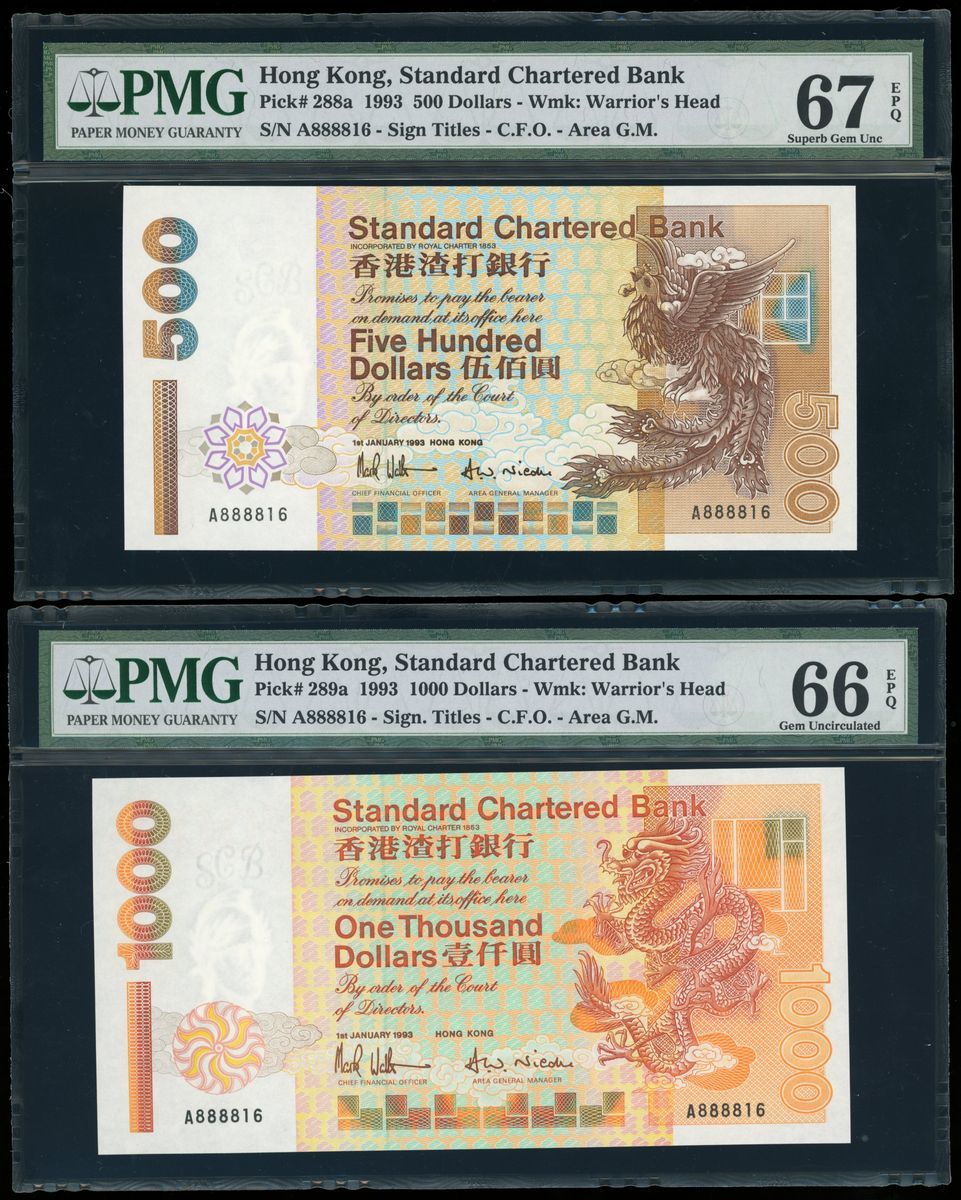 PMG
PAPER MONEY GUARANTY
Hong Kong, Standard Chartered Bank
Pick# 288a 1993 500 Dollars - Wmk: Warrior's Head
S/N A888816 - Sign Titles - C.F.O. - Area G.M.
67
EPQ
Superb Gem Unc
500
SCB
Standard Chartered Bank
INCORPORATED BY ROYAL CHARTER 1853
香港渣打銀行
Promises to pay the bearer
on demand at its office here
Five Hundred
Dollars 伍佰圓
By order of the Court
of Directors.
1st JANUARY 1993 HONG KONG
CHIEF FINANCIAL OFFICER AREA GENERAL MANAGER
A888816
A888816
500
PMG
PAPER MONEY GUARANTY
Hong Kong, Standard Chartered Bank
Pick# 289a 1993 1000 Dollars - Wmk: Warrior's Head
S/N A888816 - Sign. Titles - C.F.O. - Area G.M.
66
EPQ
Gem Uncirculated
1000
SCB
Standard Chartered Bank
INCORPORATED BY ROYAL CHARTER 1853
香港渣打銀行
Promises to pay the bearer
on demand at its office here
One Thousand
Dollars 壹仟圓
By order of the Court
of Directors.
1st JANUARY 1993 HONG KONG
CHIEF FINANCIAL OFFICER AREA GENERAL MANAGER
A888816
A888816
1000